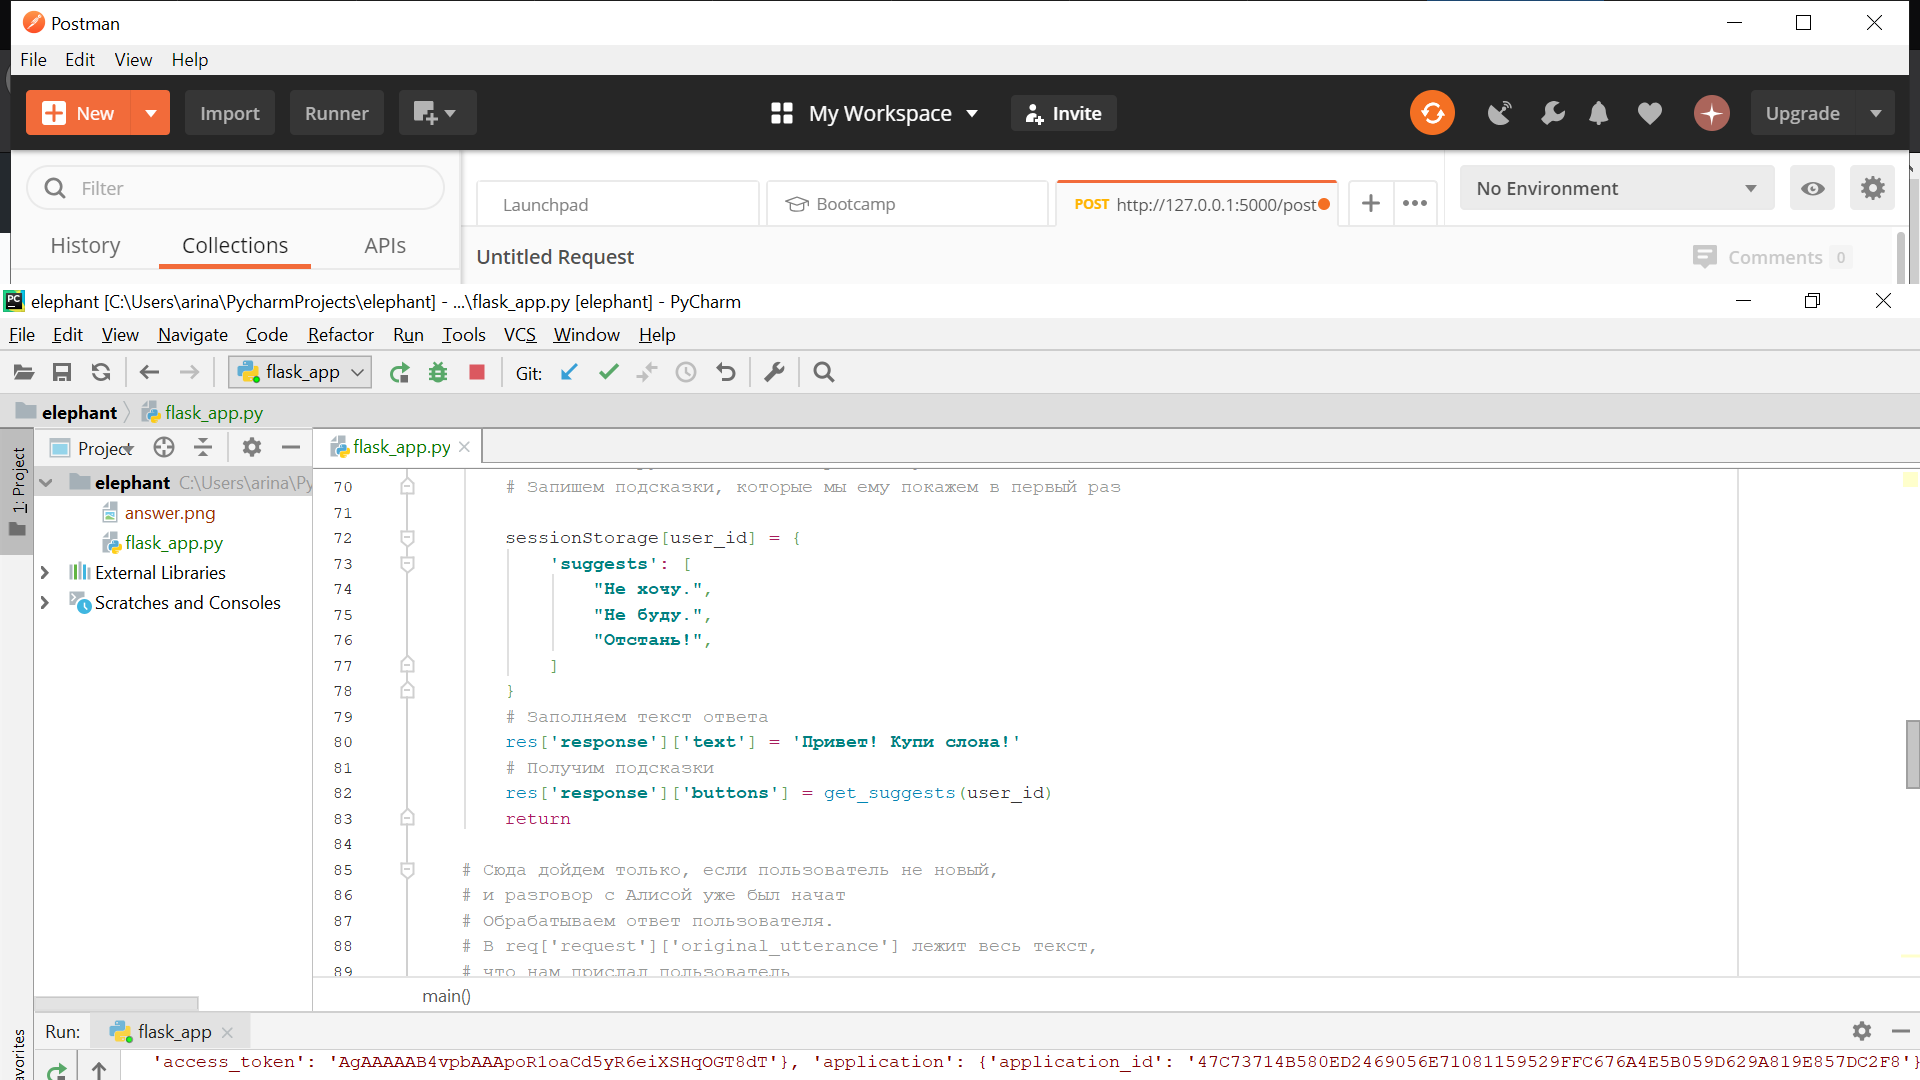 Postman
File Edit View Help
New Import Runner My Workspace Invite Upgrade
Filter
Launchpad Bootcamp POST http://127.0.0.1:5000/post No Environment
History Collections APIs
Untitled Request Comments 0
PC elephant [C:\Users\arina\PycharmProjects\elephant] - ...\flask_app.py [elephant] - PyCharm
File Edit View Navigate Code Refactor Run Tools VCS Window Help
flask_app Git:
elephant flask_app.py
1: Project
Project flask_app.py
elephant C:\Users\arina\Py
answer.png
flask_app.py
External Libraries
Scratches and Consoles
70 # Запишем подсказки, которые мы ему покажем в первый раз
71
72 sessionStorage[user_id] = {
73 'suggests': [
74 "Не хочу.",
75 "Не буду.",
76 "Отстань!",
77 ]
78 }
79 # Заполняем текст ответа
80 res['response']['text'] = 'Привет! Купи слона!'
81 # Получим подсказки
82 res['response']['buttons'] = get_suggests(user_id)
83 return
84
85 # Сюда дойдем только, если пользователь не новый,
86 # и разговор с Алисой уже был начат
87 # Обрабатываем ответ пользователя.
88 # В req['request']['original_utterance'] лежит весь текст,
89 # что нам прислал пользователь
main()
Run: flask_app
'access_token': 'AgAAAAAB4vpbAAApoR1oaCd5yR6eiXSHqOGT8dT'}, 'application': {'application_id': '47C73714B580ED2469056E71081159529FFC676A4E5B059D629A819E857DC2F8'}